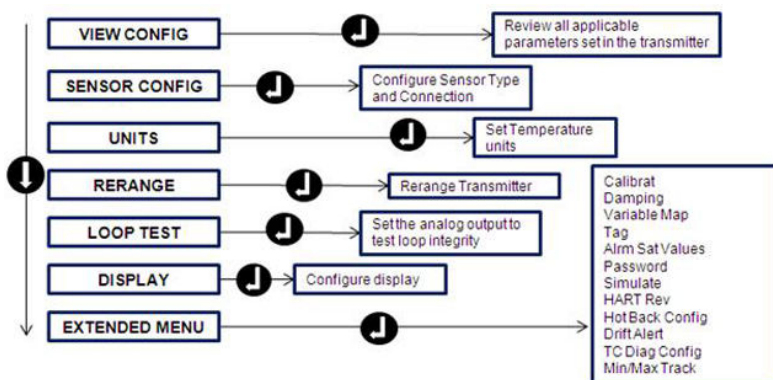 VIEW CONFIG
Review all applicable
parameters set in the transmitter
SENSOR CONFIG
Configure Sensor Type
and Connection
UNITS
Set Temperature
units
RERANGE
Rerange Transmitter
LOOP TEST
Set the analog output to
test loop integrity
DISPLAY
Configure display
EXTENDED MENU
Calibrat
Damping
Variable Map
Tag
Alrm Sat Values
Password
Simulate
HART Rev
Hot Back Config
Drift Alert
TC Diag Config
Min/Max Track